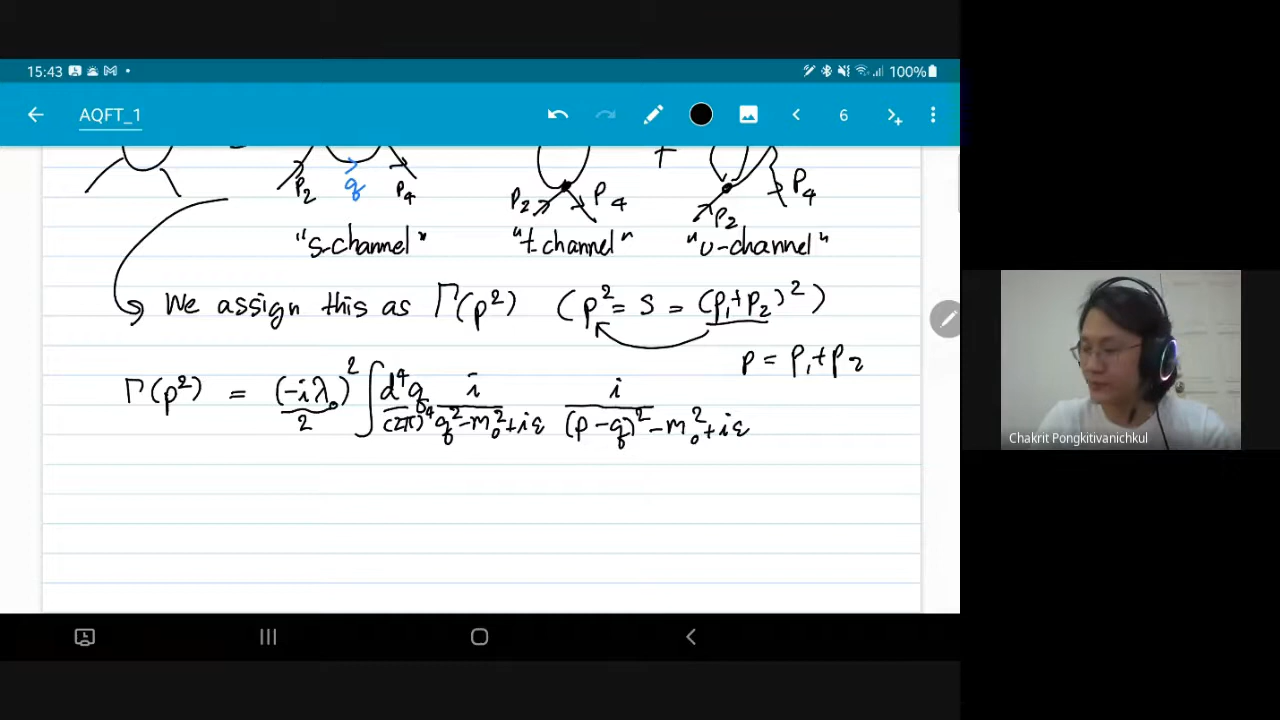 15:43
100%
AQFT_1
6
+
P₂ q P₄ P₂ P₄ P₂ P₄
"s-channel" "t-channel" "u-channel"
We assign this as Γ(p²) (p² = S = (p₁+p₂)²)
p = p₁+p₂
Γ(p²) = (-iλ₀)²/2 ∫ d⁴q/(2π)⁴ i/(q²-m₀²+iε) i/((p-q)²-m₀²+iε)
Chakrit Pongkitivanichkul